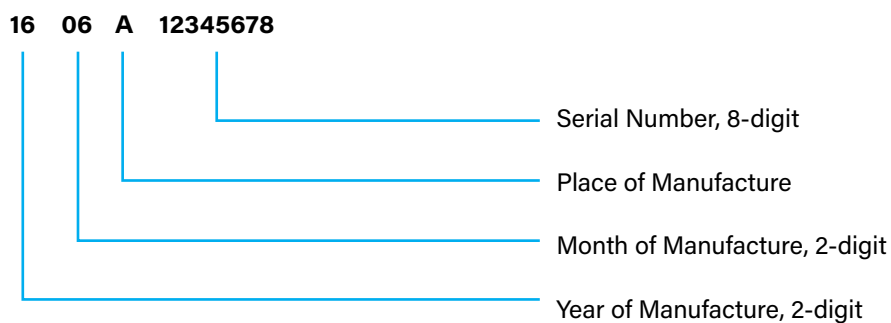 16 06 A 12345678
Serial Number, 8-digit
Place of Manufacture
Month of Manufacture, 2-digit
Year of Manufacture, 2-digit